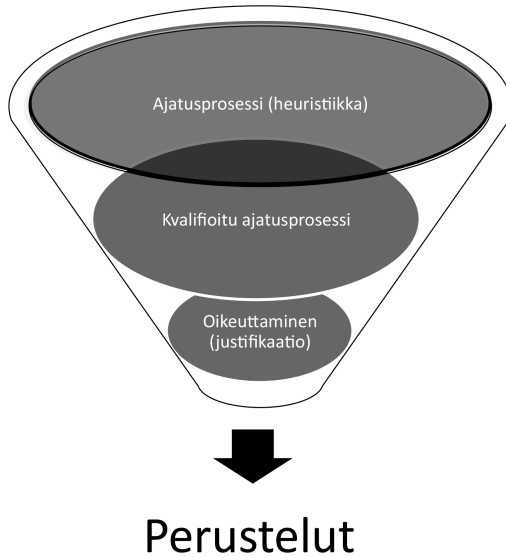 Ajatusprosessi (heuristiikka)
Kvalifioitu ajatusprosessi
Oikeuttaminen
(justifikaatio)
Perustelut